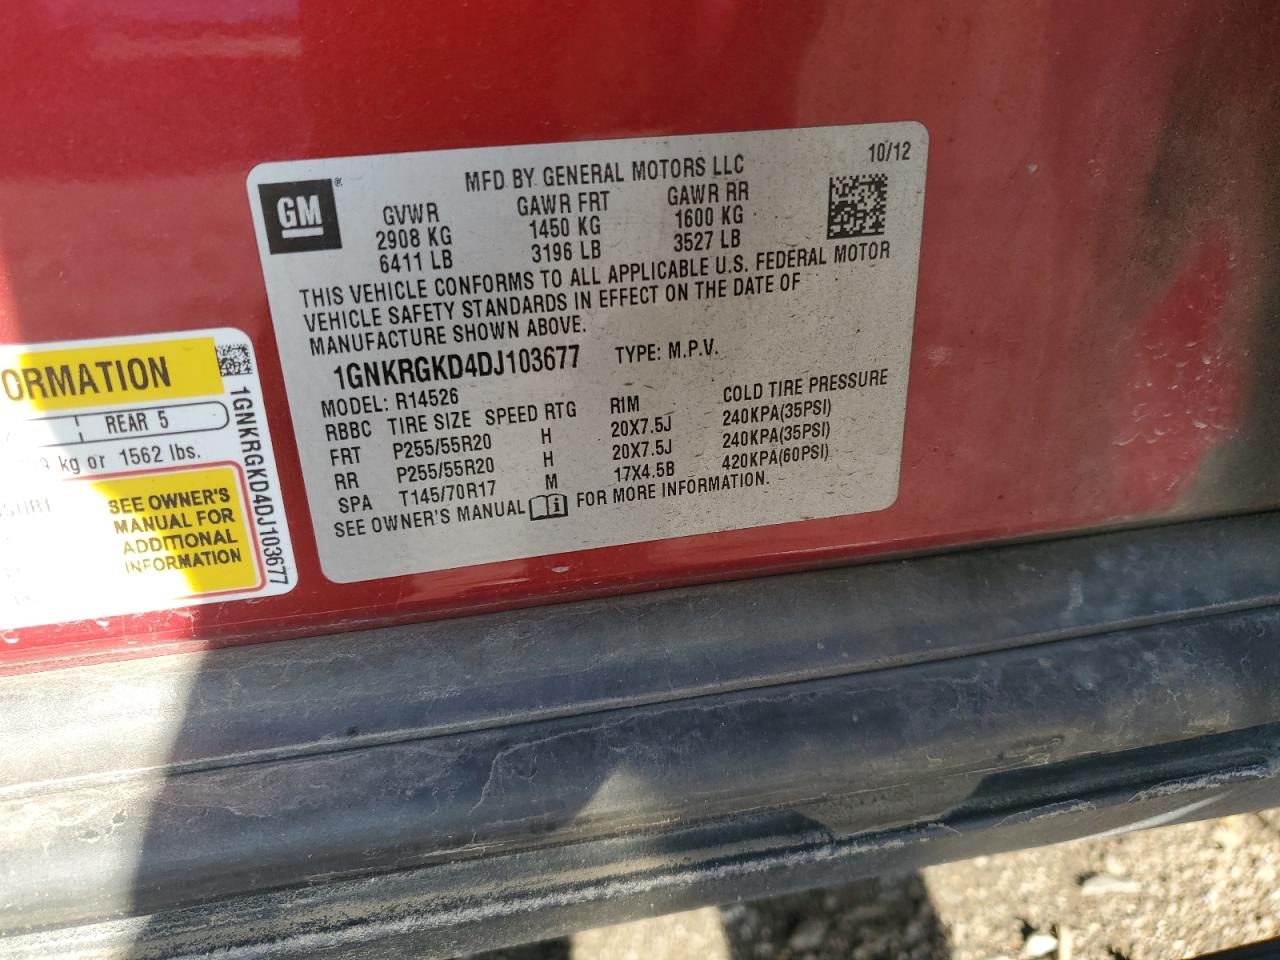 GM
MFD BY GENERAL MOTORS LLC
10/12
GVWR GAWR FRT GAWR RR
2908 KG 1450 KG 1600 KG
6411 LB 3196 LB 3527 LB
THIS VEHICLE CONFORMS TO ALL APPLICABLE U.S. FEDERAL MOTOR
VEHICLE SAFETY STANDARDS IN EFFECT ON THE DATE OF
MANUFACTURE SHOWN ABOVE.
1GNKRGKD4DJ103677 TYPE: M.P.V.
MODEL: R14526
RBBC TIRE SIZE SPEED RTG RIM COLD TIRE PRESSURE
FRT P255/55R20 H 20X7.5J 240KPA(35PSI)
RR P255/55R20 H 20X7.5J 240KPA(35PSI)
SPA T145/70R17 M 17X4.5B 420KPA(60PSI)
SEE OWNER'S MANUAL FOR MORE INFORMATION.
ORMATION
REAR 5
kg or 1562 lbs.
SEE OWNER'S
MANUAL FOR
ADDITIONAL
INFORMATION
1GNKRGKD4DJ103677